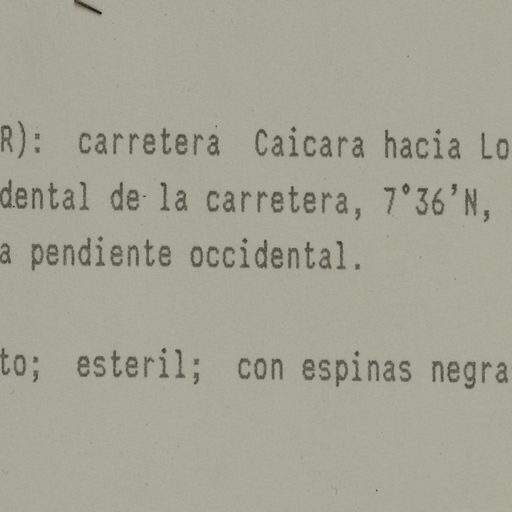 R): carretera Caicara hacia Lo
dental de la carretera, 7°36'N,
a pendiente occidental.
to; esteril; con espinas negra